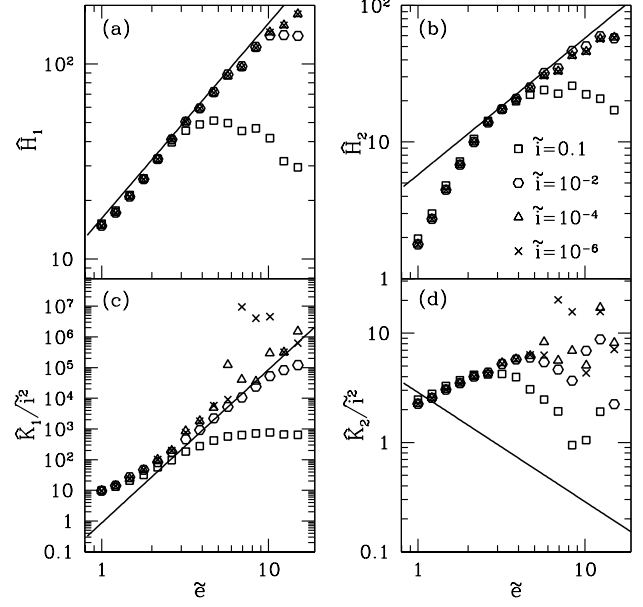 (a)
(b)
10²
10
Ĥ₁
10²
10
1
Ĥ₂
ĩ=0.1
ĩ=10⁻²
ĩ=10⁻⁴
ĩ=10⁻⁶
(c)
(d)
10⁷
10⁶
10⁵
10⁴
10³
10²
10
1
0.1
K̂₁/ĩ²
10
1
0.1
K̂₂/ĩ²
1 10
ẽ
1 10
ẽ